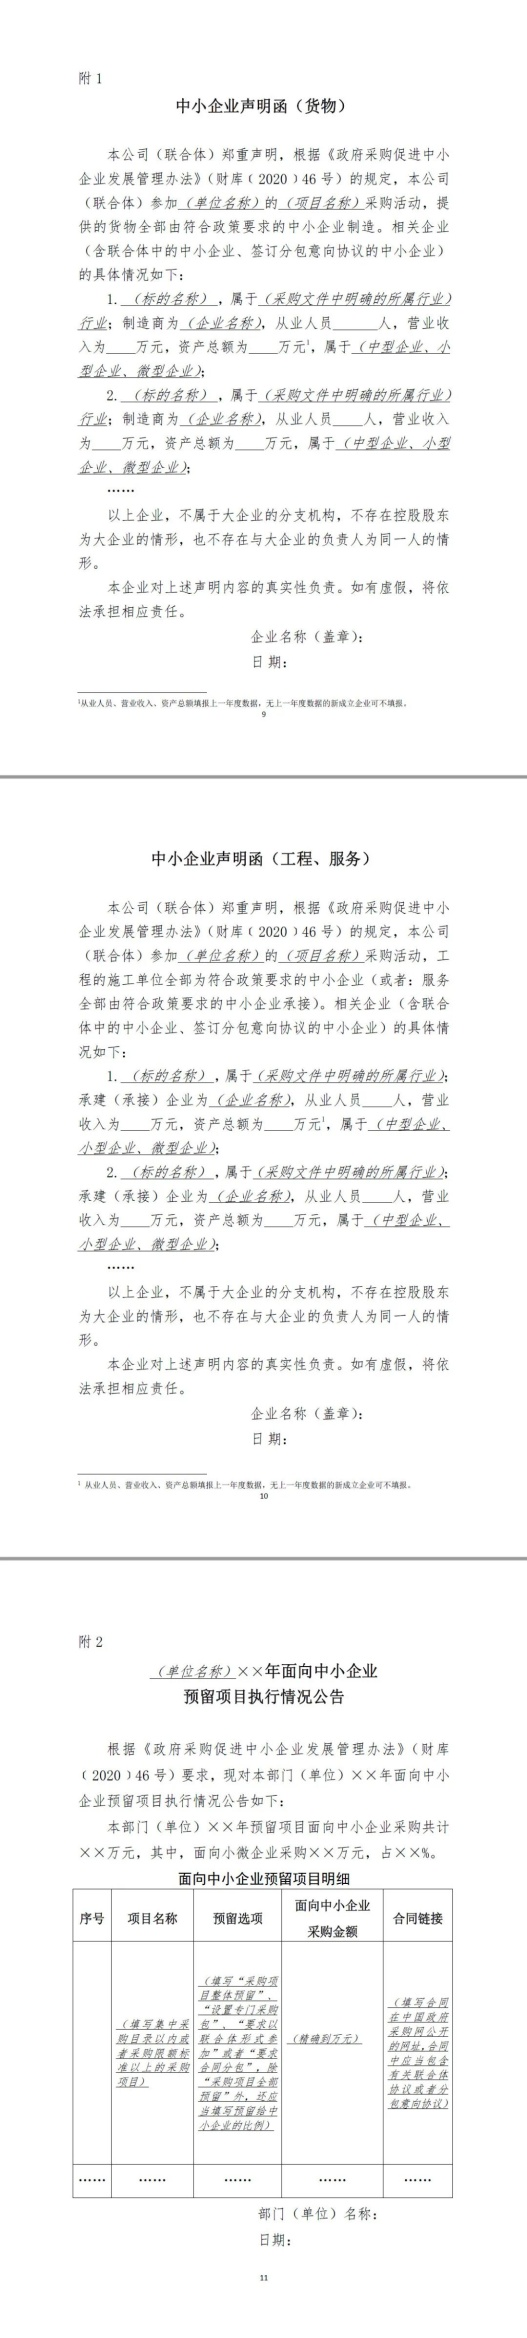 附 1
中小企业声明函（货物）
本公司（联合体）郑重声明，根据《政府采购促进中小
企业发展管理办法》（财库﹝2020﹞46 号）的规定，本公司
（联合体）参加（单位名称）的（项目名称）采购活动，提
供的货物全部由符合政策要求的中小企业制造。相关企业
（含联合体中的中小企业、签订分包意向协议的中小企业）
的具体情况如下：
1. （标的名称） ，属于（采购文件中明确的所属行业）
行业；制造商为（企业名称），从业人员______人，营业收
入为____万元，资产总额为____万元¹，属于（中型企业、小
型企业、微型企业）；
2. （标的名称） ，属于（采购文件中明确的所属行业）
行业；制造商为（企业名称），从业人员____人，营业收入
为____万元，资产总额为____万元，属于（中型企业、小型
企业、微型企业）；
……
以上企业，不属于大企业的分支机构，不存在控股股东
为大企业的情形，也不存在与大企业的负责人为同一人的情
形。
本企业对上述声明内容的真实性负责。如有虚假，将依
法承担相应责任。
企业名称（盖章）：
日 期：
¹从业人员、营业收入、资产总额填报上一年度数据，无上一年度数据的新成立企业可不填报。
9
中小企业声明函（工程、服务）
本公司（联合体）郑重声明，根据《政府采购促进中小
企业发展管理办法》（财库﹝2020﹞46 号）的规定，本公司
（联合体）参加（单位名称）的（项目名称）采购活动，工
程的施工单位全部为符合政策要求的中小企业（或者：服务
全部由符合政策要求的中小企业承接）。相关企业（含联合
体中的中小企业、签订分包意向协议的中小企业）的具体情
况如下：
1. （标的名称） ，属于（采购文件中明确的所属行业）；
承建（承接）企业为（企业名称），从业人员____人，营业
收入为____万元，资产总额为____万元¹，属于（中型企业、
小型企业、微型企业）；
2. （标的名称） ，属于（采购文件中明确的所属行业）；
承建（承接）企业为（企业名称），从业人员____人，营业
收入为____万元，资产总额为____万元，属于（中型企业、
小型企业、微型企业）；
……
以上企业，不属于大企业的分支机构，不存在控股股东
为大企业的情形，也不存在与大企业的负责人为同一人的情
形。
本企业对上述声明内容的真实性负责。如有虚假，将依
法承担相应责任。
企业名称（盖章）：
日 期：
¹ 从业人员、营业收入、资产总额填报上一年度数据，无上一年度数据的新成立企业可不填报。
10
附 2
（单位名称）××年面向中小企业
预留项目执行情况公告
根据《政府采购促进中小企业发展管理办法》（财库
﹝2020﹞46 号）要求，现对本部门（单位）××年面向中小
企业预留项目执行情况公告如下：
本部门（单位）××年预留项目面向中小企业采购共计
××万元，其中，面向小微企业采购××万元，占××%。
面向中小企业预留项目明细
序号
项目名称
预留选项
面向中小企业
采购金额
合同链接
（填写集中采
购目录以内或
者采购限额标
准以上的采购
项目）
（填写“采购项
目整体预留”、
“设置专门采购
包”、“要求以
联合体形式参
加”或者“要求
合同分包”，除
“采购项目全部
预留”外，还应
当填写预留给中
小企业的比例）
（精确到万元）
（填写合同
在中国政府
采购网公开
的网址，合同
中应当包含
有关联合体
协议或者分
包意向协议）
……
……
……
……
……
部门（单位）名称：
日期：
11